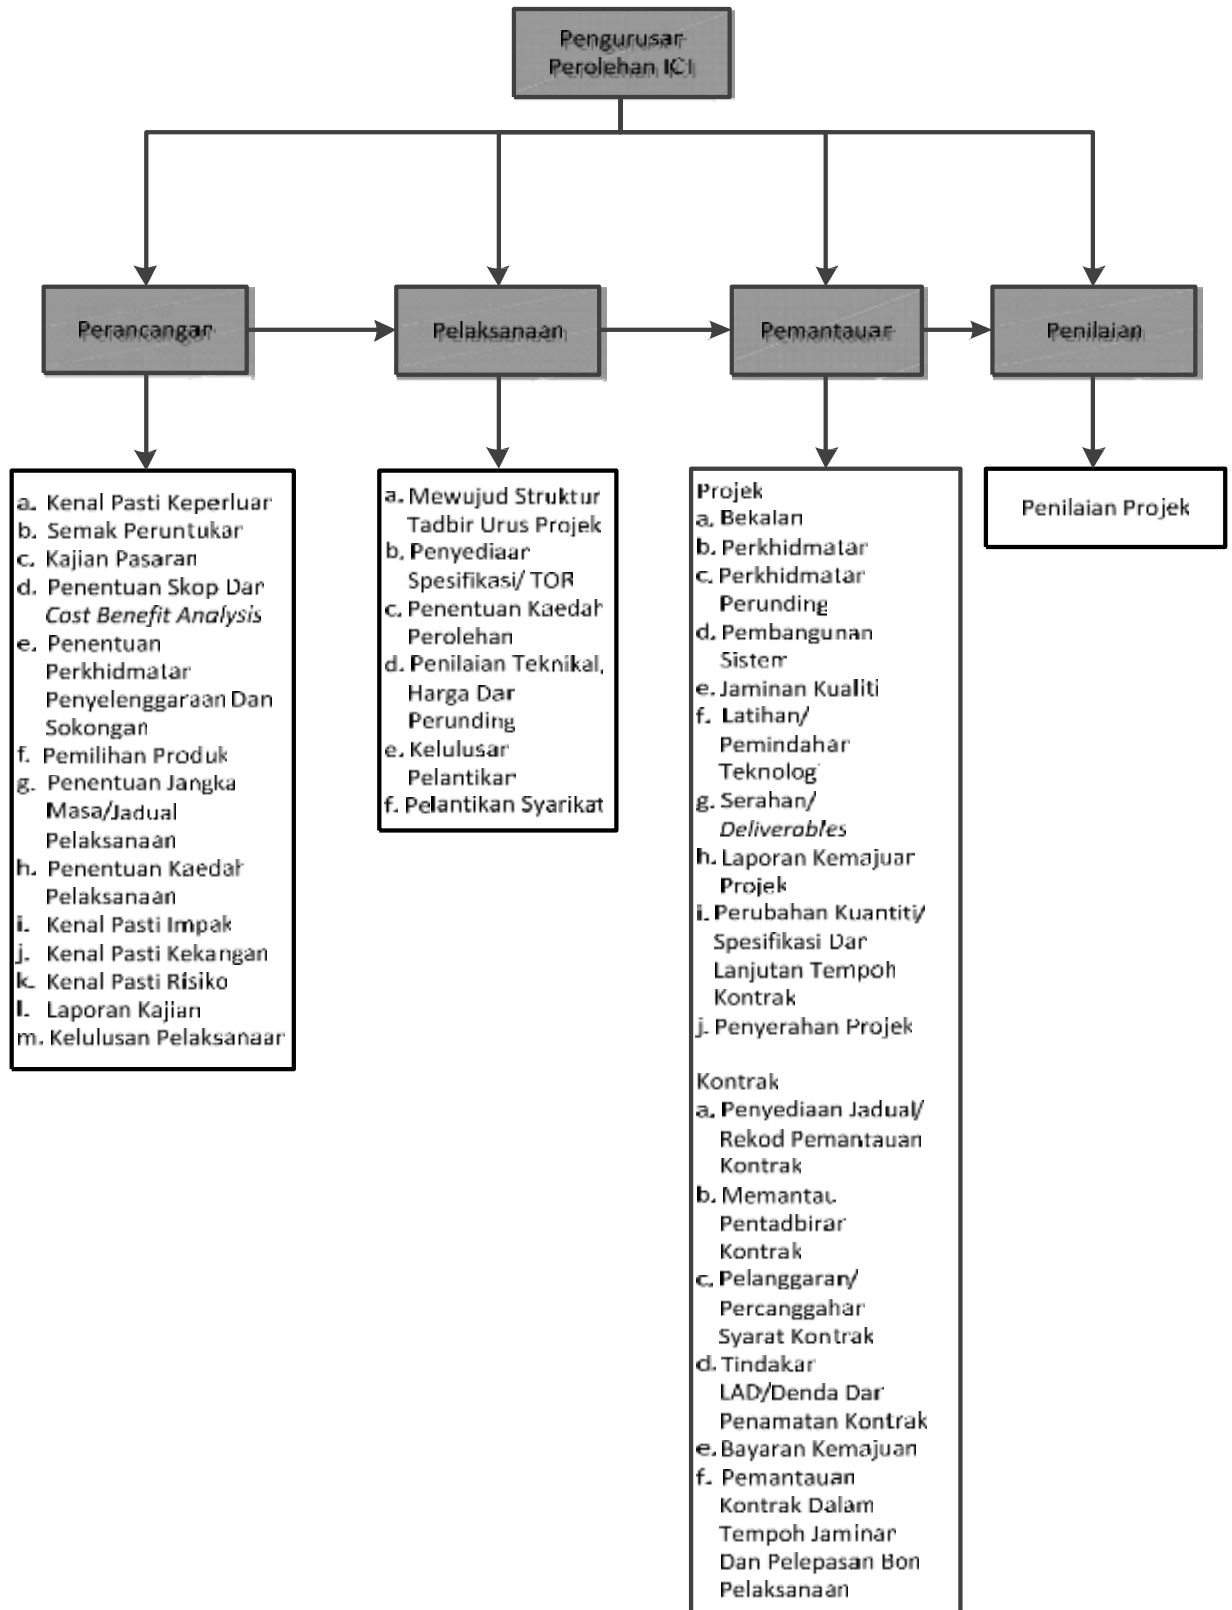 Pengurusan
Perolehan ICT
Perancangan
Pelaksanaan
Pemantauan
Penilaian
a. Kenal Pasti Keperluan
b. Semak Peruntukan
c. Kajian Pasaran
d. Penentuan Skop Dan
Cost Benefit Analysis
e. Penentuan
Perkhidmatan
Penyelenggaraan Dan
Sokongan
f. Pemilihan Produk
g. Penentuan Jangka
Masa/Jadual
Pelaksanaan
h. Penentuan Kaedah
Pelaksanaan
i. Kenal Pasti Impak
j. Kenal Pasti Kekangan
k. Kenal Pasti Risiko
l. Laporan Kajian
m. Kelulusan Pelaksanaan
a. Mewujud Struktur
Tadbir Urus Projek
b. Penyediaan
Spesifikasi/ TOR
c. Penentuan Kaedah
Perolehan
d. Penilaian Teknikal,
Harga Dan
Perunding
e. Kelulusan
Pelantikan
f. Pelantikan Syarikat
Projek
a. Bekalan
b. Perkhidmatan
c. Perkhidmatan
Perunding
d. Pembangunan
Sistem
e. Jaminan Kualiti
f. Latihan/
Pemindahan
Teknologi
g. Serahan/
Deliverables
h. Laporan Kemajuan
Projek
i. Perubahan Kuantiti/
Spesifikasi Dan
Lanjutan Tempoh
Kontrak
j. Penyerahan Projek
Kontrak
a. Penyediaan Jadual/
Rekod Pemantauan
Kontrak
b. Memantau
Pentadbiran
Kontrak
c. Pelanggaran/
Percanggahan
Syarat Kontrak
d. Tindakan
LAD/Denda Dan
Penamatan Kontrak
e. Bayaran Kemajuan
f. Pemantauan
Kontrak Dalam
Tempoh Jaminan
Dan Pelepasan Bon
Pelaksanaan
Penilaian Projek